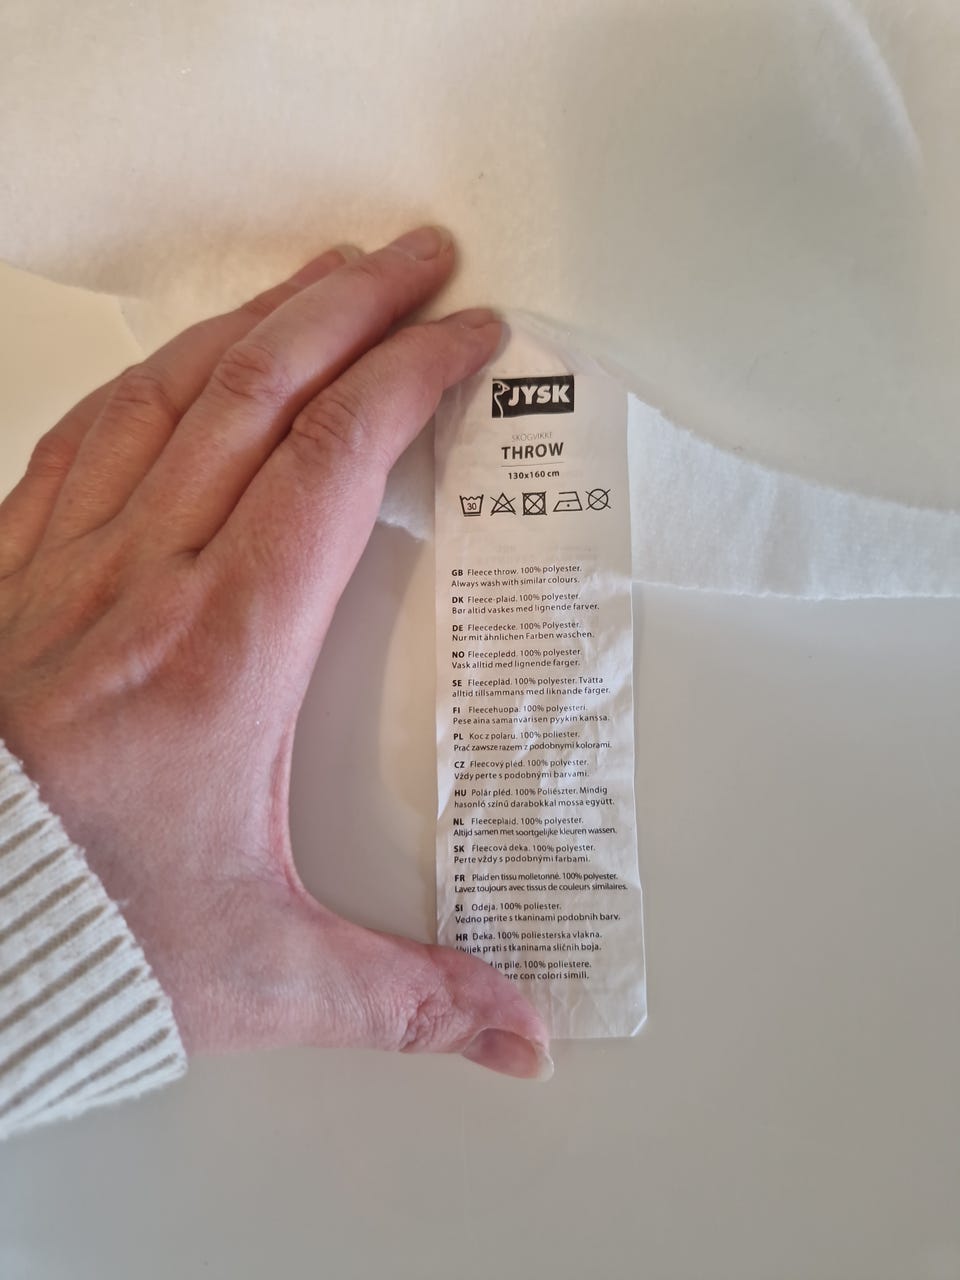 JYSK
SKOGVIKKE
THROW
130x160 cm
30
GB Fleece throw. 100% polyester.
Always wash with similar colours.
DK Fleece-plaid. 100% polyester.
Bør altid vaskes med lignende farver.
DE Fleecedecke. 100% Polyester.
Nur mit ähnlichen Farben waschen.
NO Fleecepledd. 100% polyester.
Vask alltid med lignende farger.
SE Fleecepläd. 100% polyester. Tvätta
alltid tillsammans med liknande färger.
FI Fleecehuopa. 100% polyesteri.
Pese aina samanvärisen pyykin kanssa.
PL Koc z polaru. 100% poliester.
Prać zawsze razem z podobnymi kolorami.
CZ Fleecový pléd. 100% polyester.
Vždy perte s podobnými barvami.
HU Polár pléd. 100% Poliészter. Mindig
hasonló színű darabokkal mossa együtt.
NL Fleeceplaid. 100% polyester.
Altijd samen met soortgelijke kleuren wassen.
SK Fleecová deka. 100% polyester.
Perte vždy s podobnými farbami.
FR Plaid en tissu molletonné. 100% polyester.
Lavez toujours avec tissus de couleurs similaires.
SI Odeja. 100% poliester.
Vedno perite s tkaninami podobnih barv.
HR Deka. 100% poliesterska vlakna.
Uvijek prati s tkaninama sličnih boja.
in pile. 100% poliestere.
con colori simili.